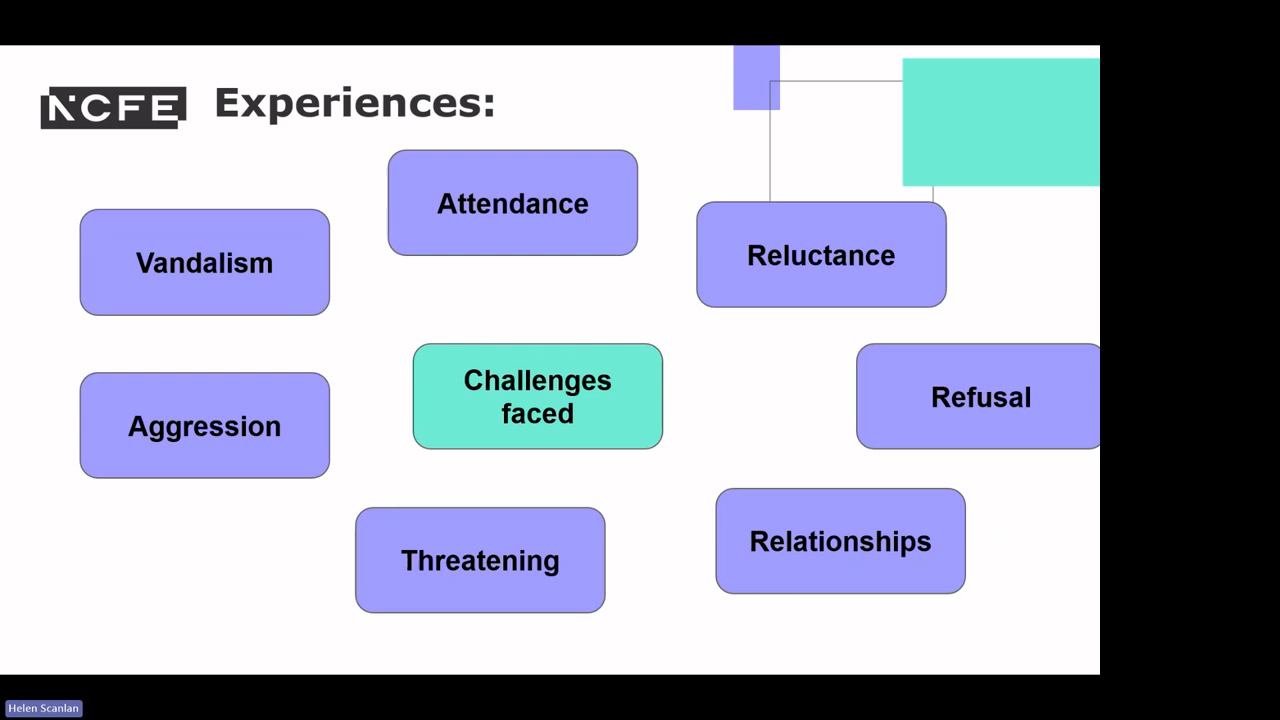 NCFE
Experiences:
Attendance
Vandalism
Reluctance
Challenges
faced
Refusal
Aggression
Relationships
Threatening
Helen Scanlan